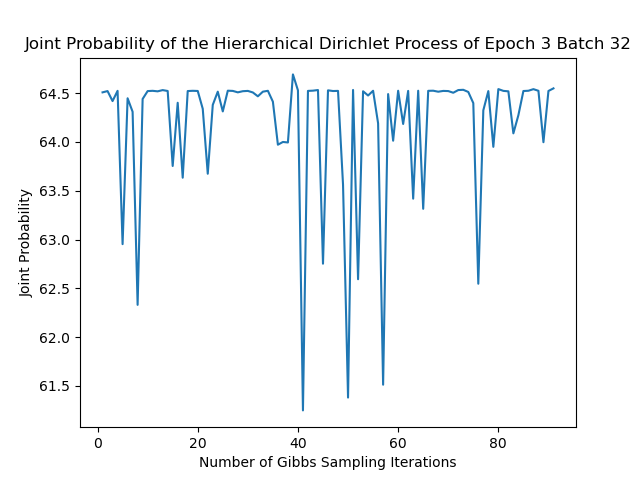 Joint Probability of the Hierarchical Dirichlet Process of Epoch 3 Batch 32
64.5
64.0
63.5
63.0
62.5
62.0
61.5
Joint Probability
0 20 40 60 80
Number of Gibbs Sampling Iterations